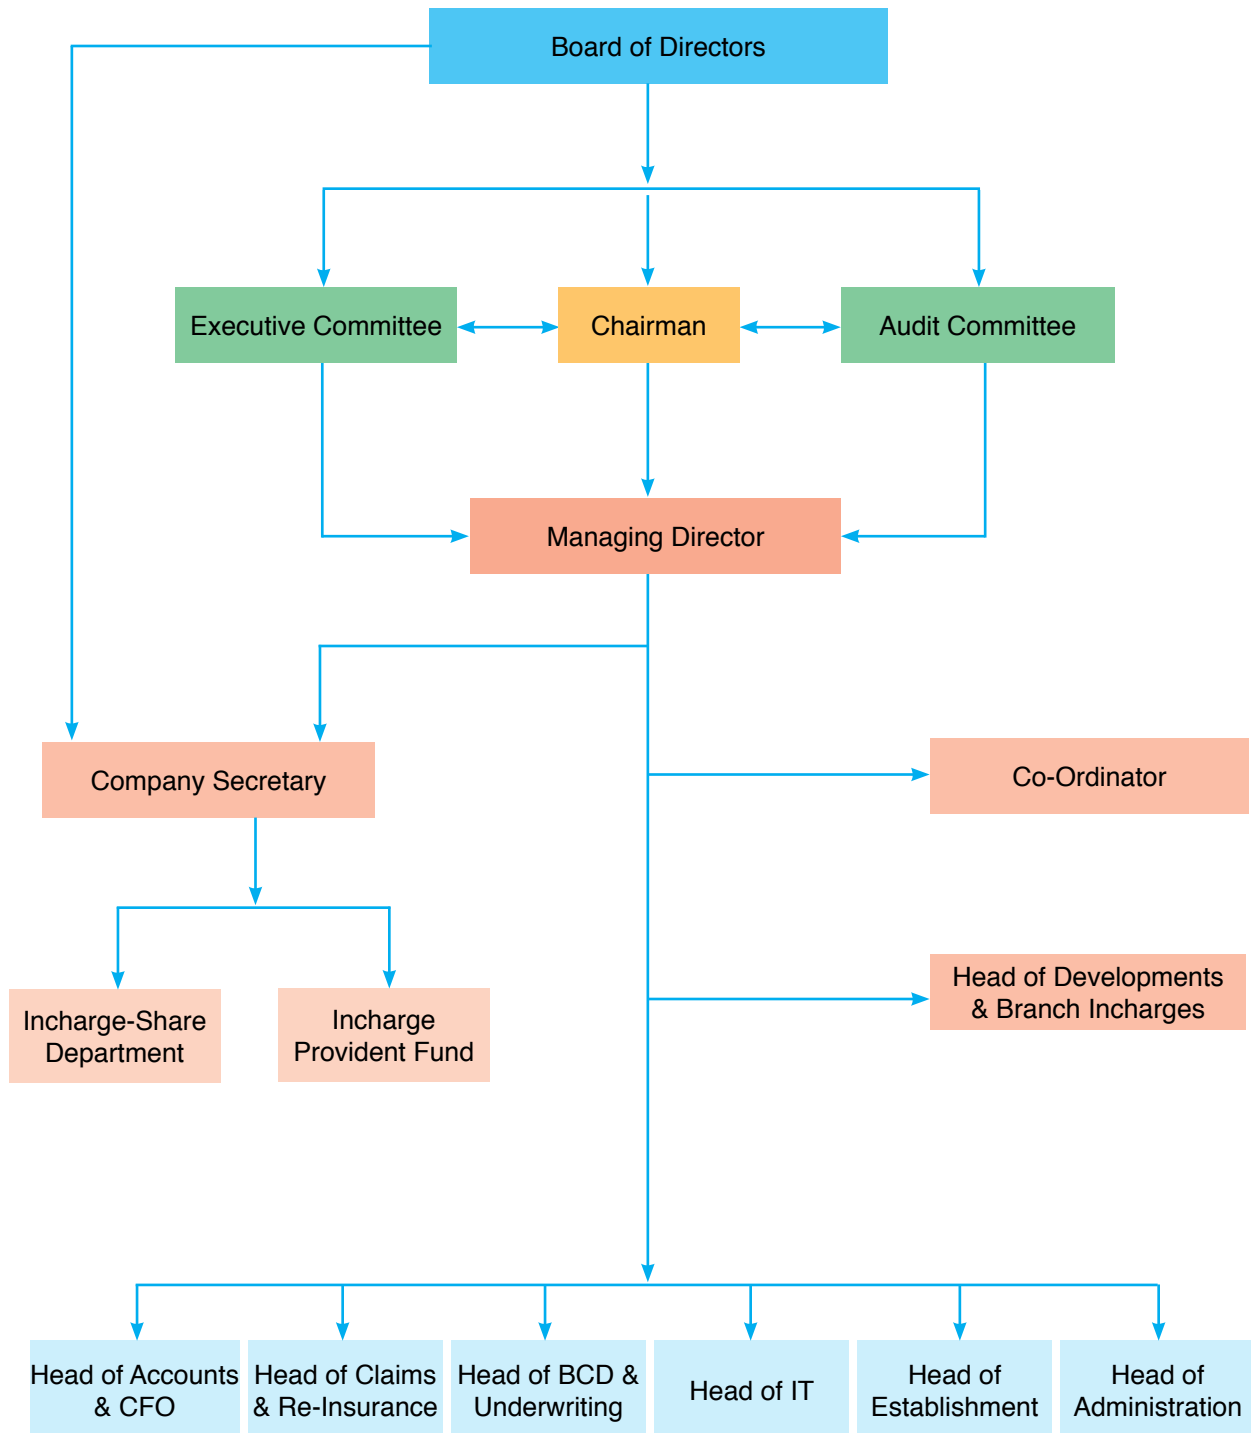 Board of Directors
Executive Committee
Chairman
Audit Committee
Managing Director
Company Secretary
Co-Ordinator
Head of Developments
& Branch Incharges
Incharge-Share
Department
Incharge
Provident Fund
Head of Accounts
& CFO
Head of Claims
& Re-Insurance
Head of BCD &
Underwriting
Head of IT
Head of
Establishment
Head of
Administration